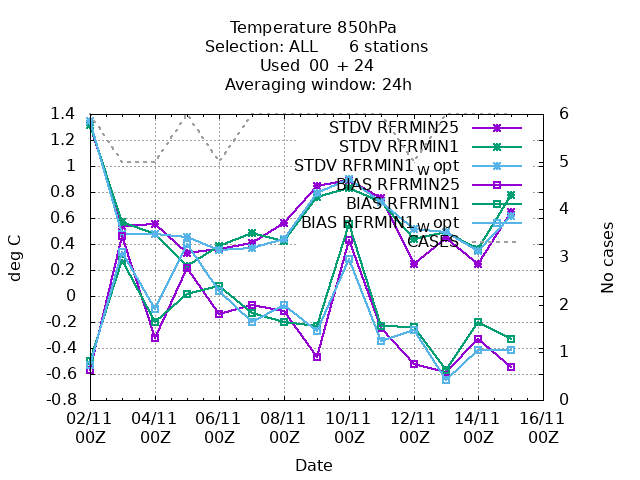 Temperature 850hPa
Selection: ALL 6 stations
Used 00 + 24
Averaging window: 24h
1.4
1.2
1
0.8
0.6
0.4
0.2
0
-0.2
-0.4
-0.6
-0.8
deg C
6
5
4
3
2
1
0
No cases
STDV RFRMIN25
STDV RFRMIN1
STDV RFRMIN1w opt
BIAS RFRMIN25
BIAS RFRMIN1
BIAS RFRMIN1w opt
CASES
02/11 04/11 06/11 08/11 10/11 12/11 14/11 16/11
00Z 00Z 00Z 00Z 00Z 00Z 00Z 00Z
Date